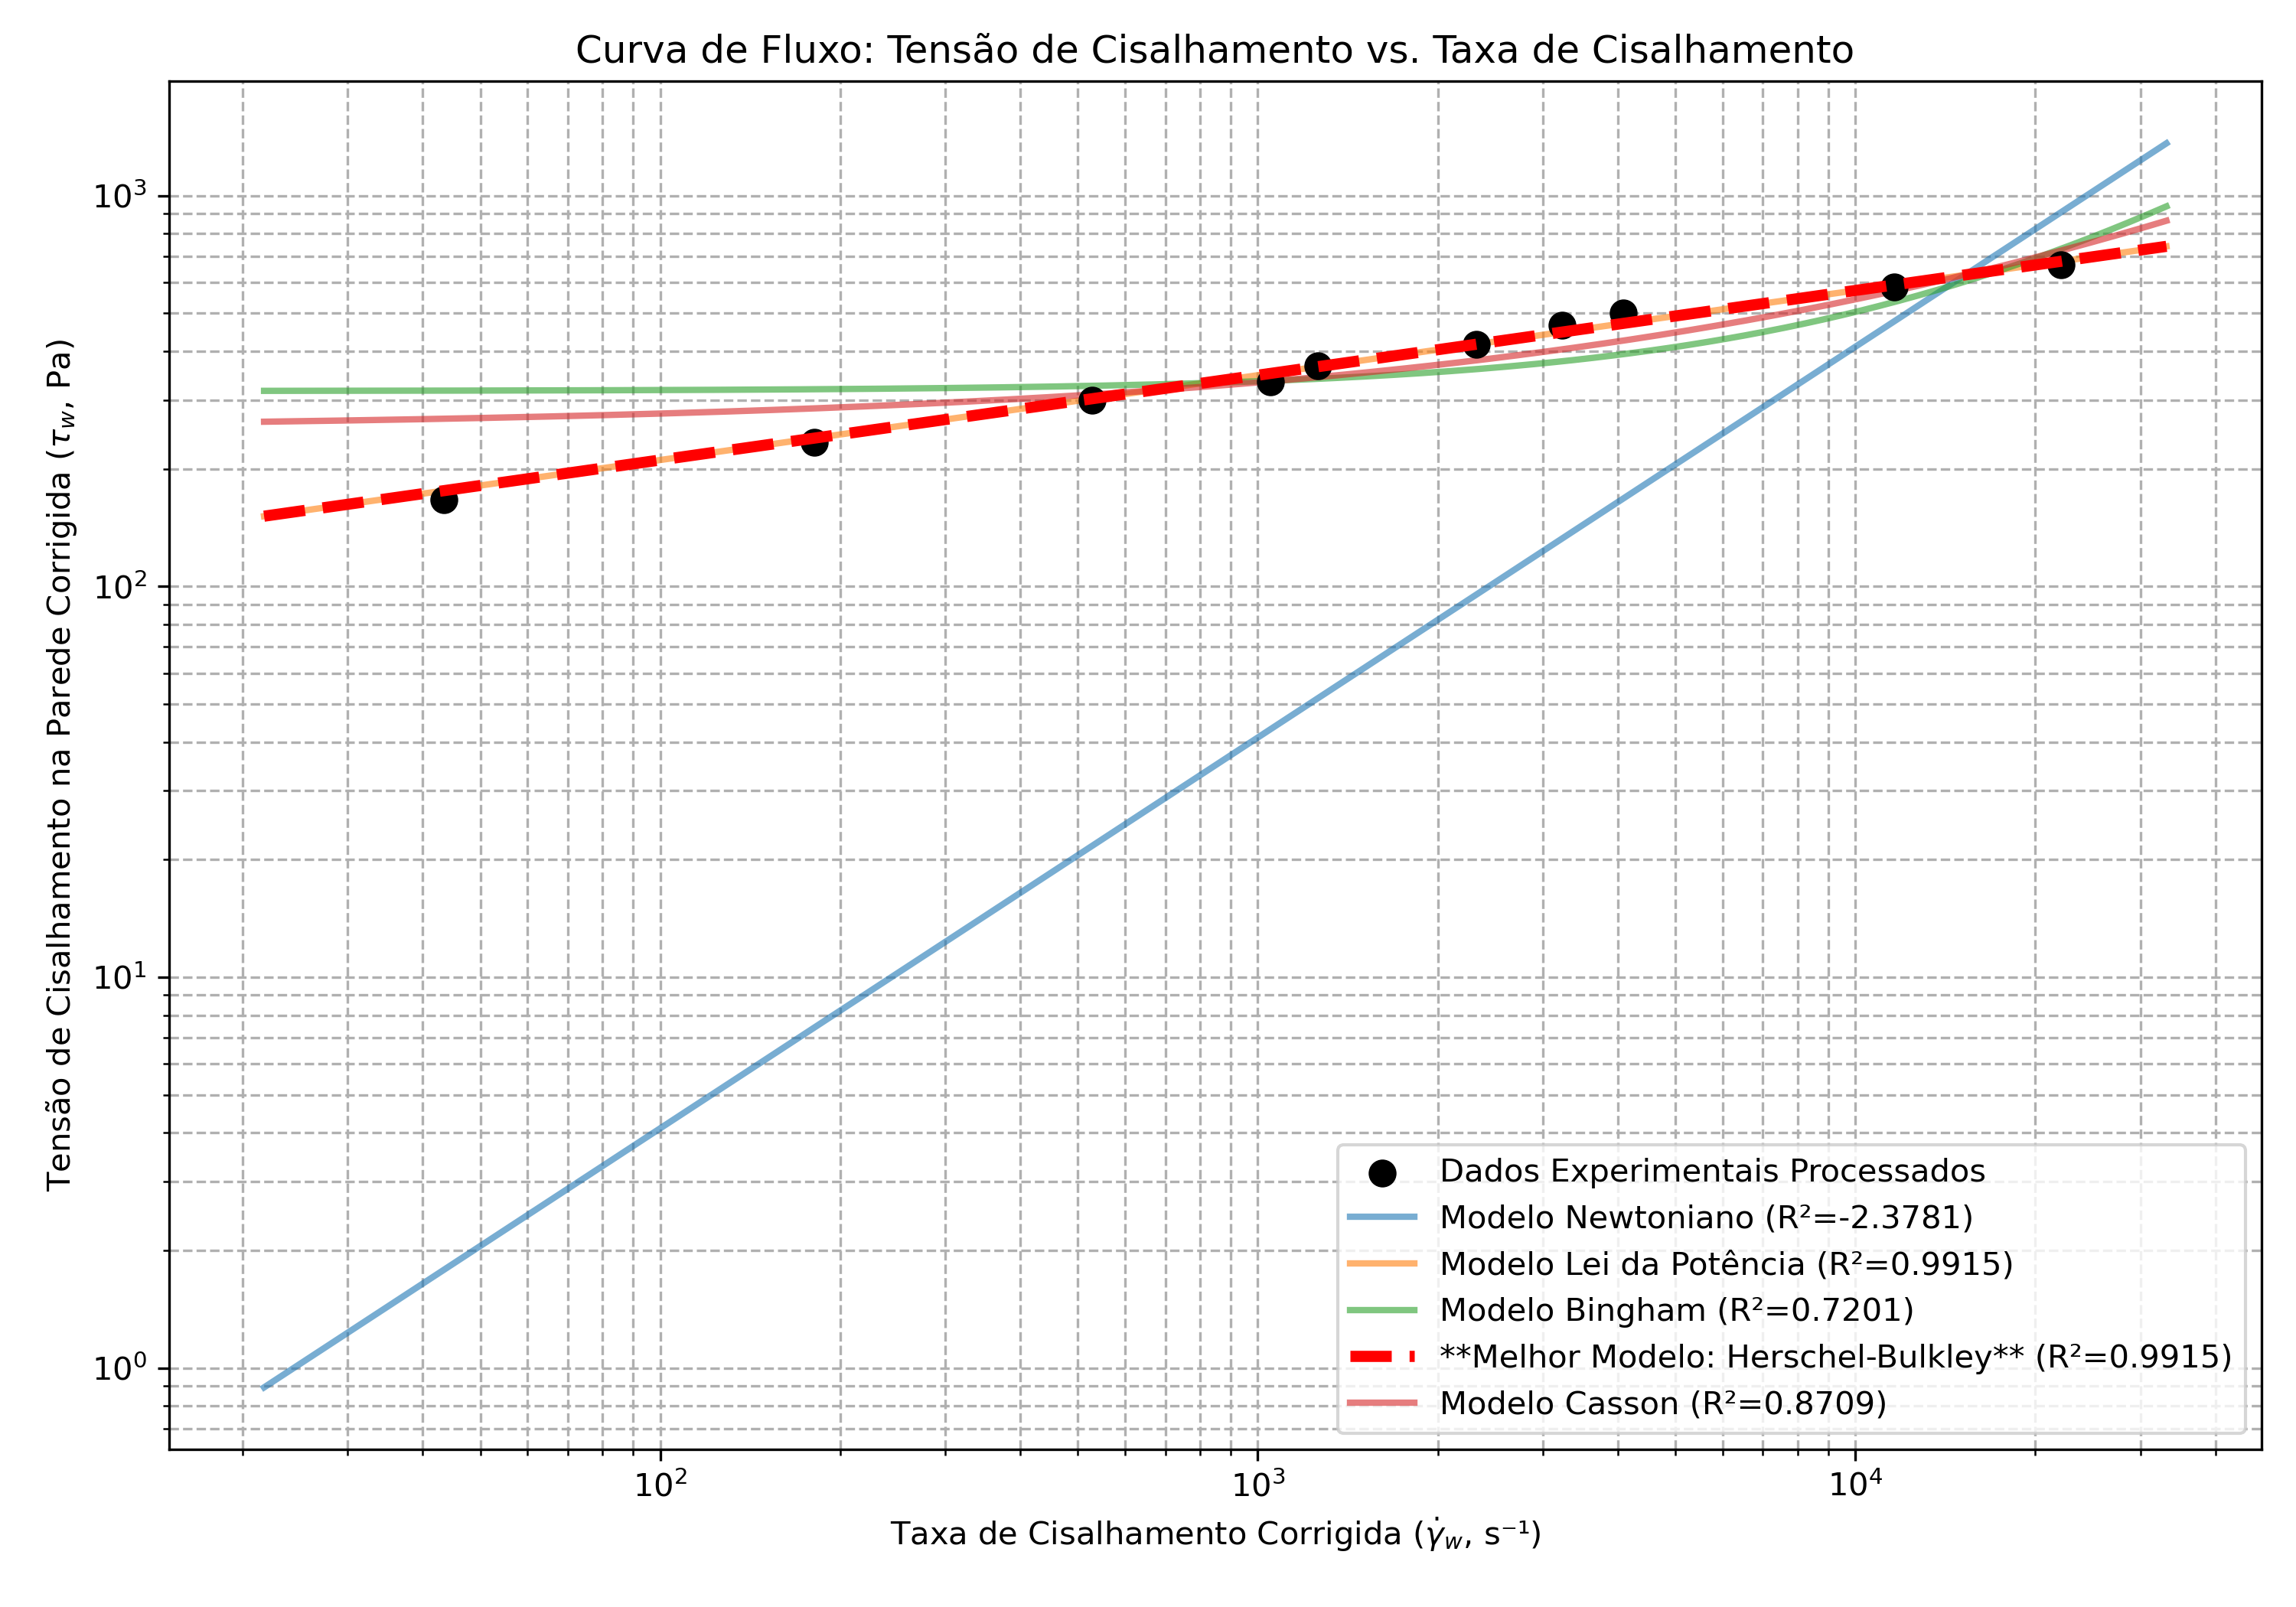 Curva de Fluxo: Tensão de Cisalhamento vs. Taxa de Cisalhamento
Tensão de Cisalhamento na Parede Corrigida (τ_w, Pa)
10³
10²
10¹
10⁰
10²
10³
10⁴
Taxa de Cisalhamento Corrigida (γ̇_w, s⁻¹)
Dados Experimentais Processados
Modelo Newtoniano (R²=-2.3781)
Modelo Lei da Potência (R²=0.9915)
Modelo Bingham (R²=0.7201)
**Melhor Modelo: Herschel-Bulkley** (R²=0.9915)
Modelo Casson (R²=0.8709)